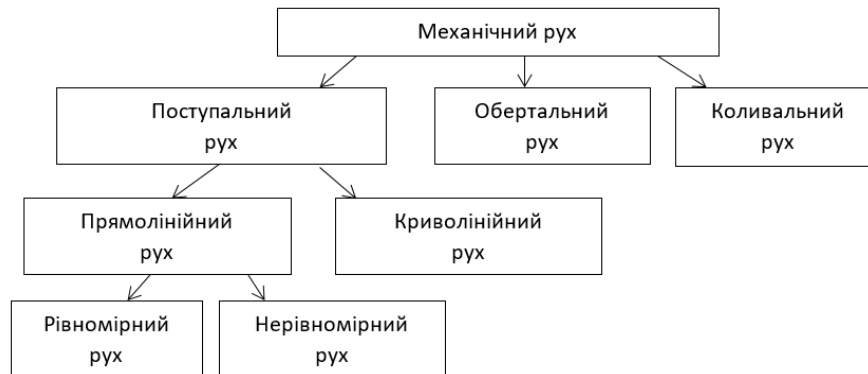 Механічний рух
Поступальний
рух
Обертальний
рух
Коливальний
рух
Прямолінійний
рух
Криволінійний
рух
Рівномірний
рух
Нерівномірний
рух